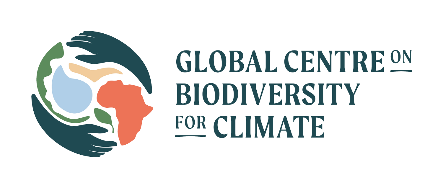 GLOBAL CENTRE ON
BIODIVERSITY
FOR CLIMATE